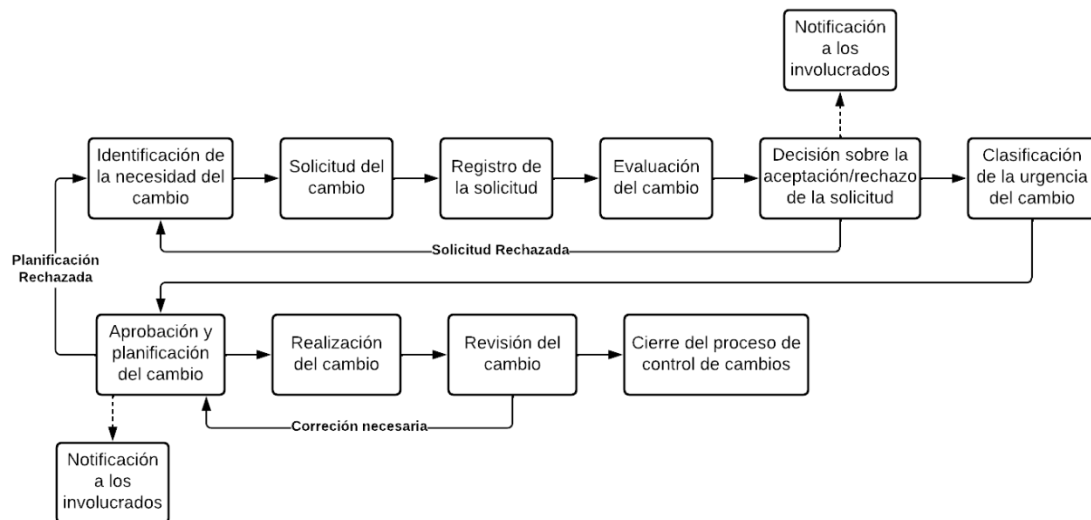 Notificación
a los
involucrados
Identificación de
la necesidad del
cambio
Solicitud del
cambio
Registro de
la solicitud
Evaluación
del cambio
Decisión sobre la
aceptación/rechazo
de la solicitud
Clasificación
de la urgencia
del cambio
Solicitud Rechazada
Planificación
Rechazada
Aprobación y
planificación
del cambio
Realización
del cambio
Revisión del
cambio
Cierre del proceso de
control de cambios
Correción necesaria
Notificación
a los
involucrados